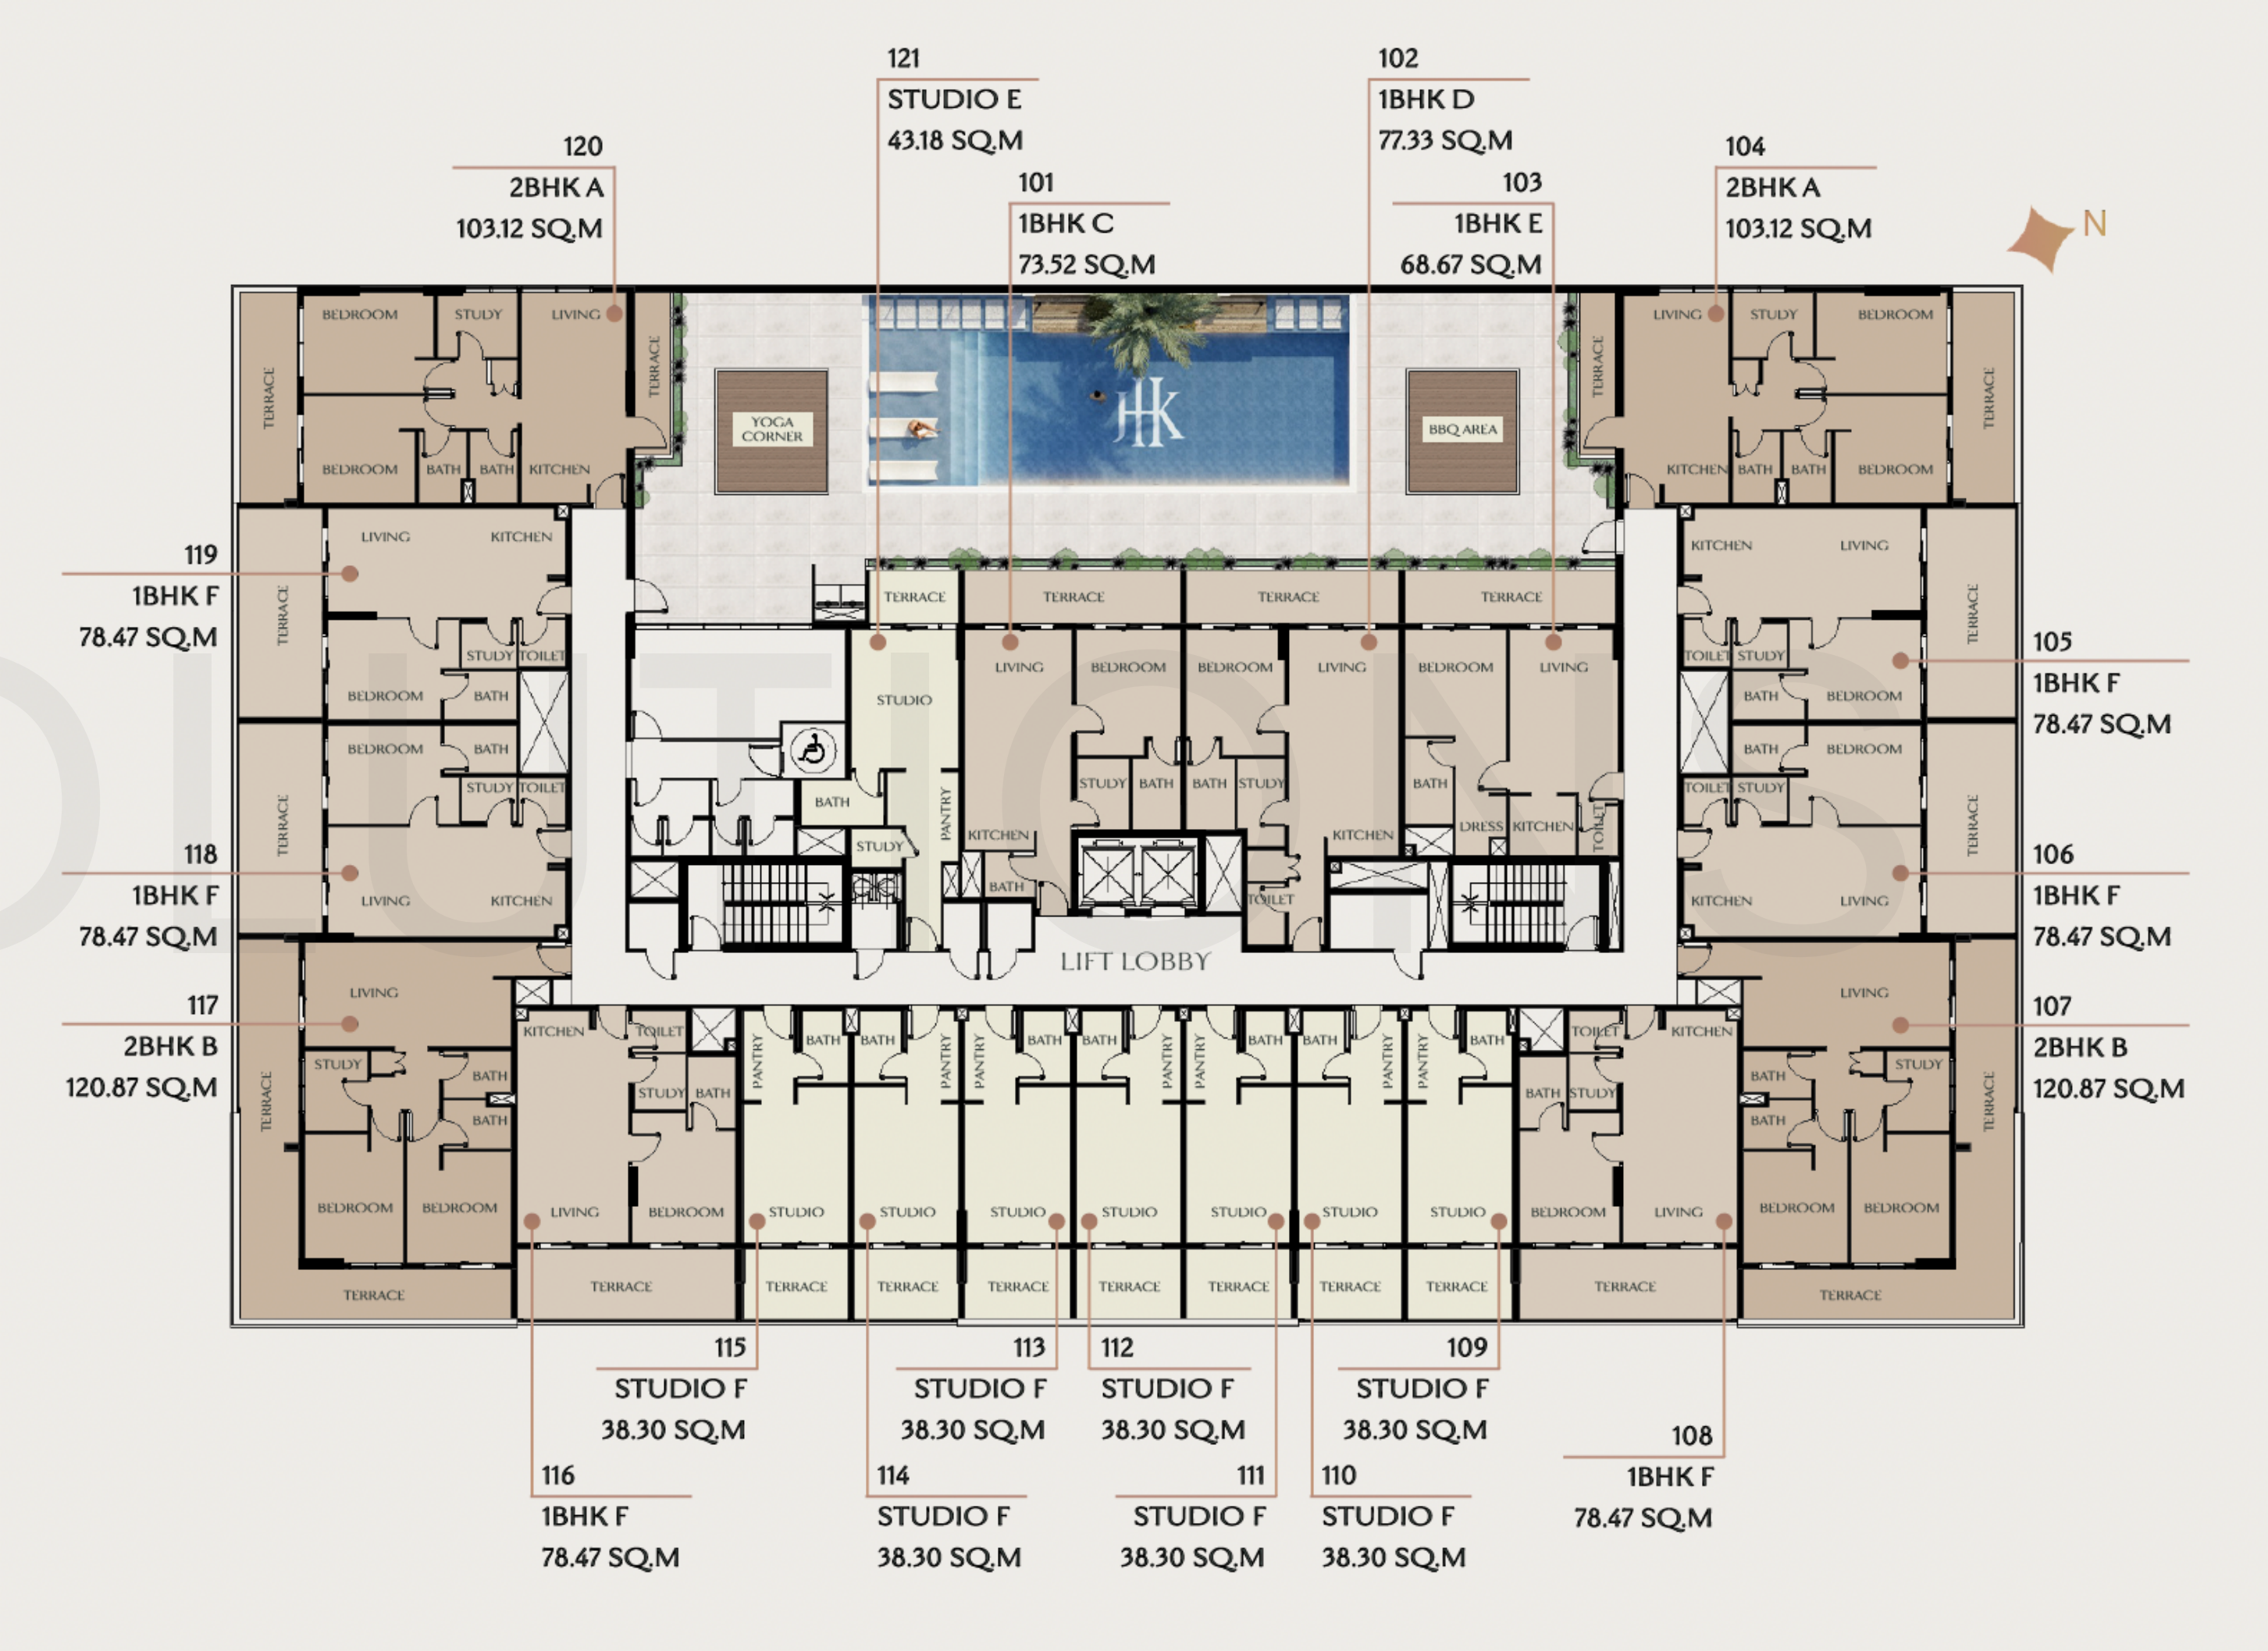 121
STUDIO E
43.18 SQ.M
102
1BHK D
77.33 SQ.M
120
2BHK A
103.12 SQ.M
101
1BHK C
73.52 SQ.M
103
1BHK E
68.67 SQ.M
104
2BHK A
103.12 SQ.M
N
BEDROOM STUDY LIVING
TERRACE
TERRACE
BEDROOM BATH BATH KITCHEN
YOGA
CORNER
JHK
BBQ AREA
TERRACE
LIVING STUDY BEDROOM
KITCHEN BATH BATH BEDROOM
TERRACE
119
1BHK F
78.47 SQ.M
LIVING KITCHEN
TERRACE
STUDY TOILET
BEDROOM BATH
BEDROOM BATH
STUDY TOILET
TERRACE
LIVING KITCHEN
118
1BHK F
78.47 SQ.M
TERRACE TERRACE TERRACE TERRACE
STUDIO
BATH
PANTRY
STUDY
LIVING BEDROOM BEDROOM LIVING BEDROOM LIVING
STUDY BATH BATH STUDY BATH
KITCHEN KITCHEN DRESS KITCHEN TOILET
BATH TOILET
LIFT LOBBY
KITCHEN LIVING
TERRACE
TOILET STUDY
BATH BEDROOM
BATH BEDROOM
TOILET STUDY
TERRACE
KITCHEN LIVING
105
1BHK F
78.47 SQ.M
106
1BHK F
78.47 SQ.M
117
2BHK B
120.87 SQ.M
LIVING
STUDY BATH
BATH
TERRACE
BEDROOM BEDROOM
TERRACE
KITCHEN TOILET
STUDY BATH
LIVING BEDROOM
TERRACE
PANTRY BATH BATH PANTRY PANTRY BATH BATH PANTRY PANTRY BATH BATH PANTRY PANTRY BATH
STUDIO STUDIO STUDIO STUDIO STUDIO STUDIO STUDIO
TERRACE TERRACE TERRACE TERRACE TERRACE TERRACE TERRACE
TOILET KITCHEN
BATH STUDY
BEDROOM LIVING
TERRACE
LIVING
BATH STUDY
BATH
TERRACE
BEDROOM BEDROOM
TERRACE
107
2BHK B
120.87 SQ.M
115
STUDIO F
38.30 SQ.M
113
STUDIO F
38.30 SQ.M
112
STUDIO F
38.30 SQ.M
109
STUDIO F
38.30 SQ.M
108
1BHK F
78.47 SQ.M
116
1BHK F
78.47 SQ.M
114
STUDIO F
38.30 SQ.M
111
STUDIO F
38.30 SQ.M
110
STUDIO F
38.30 SQ.M
OLUTIONS